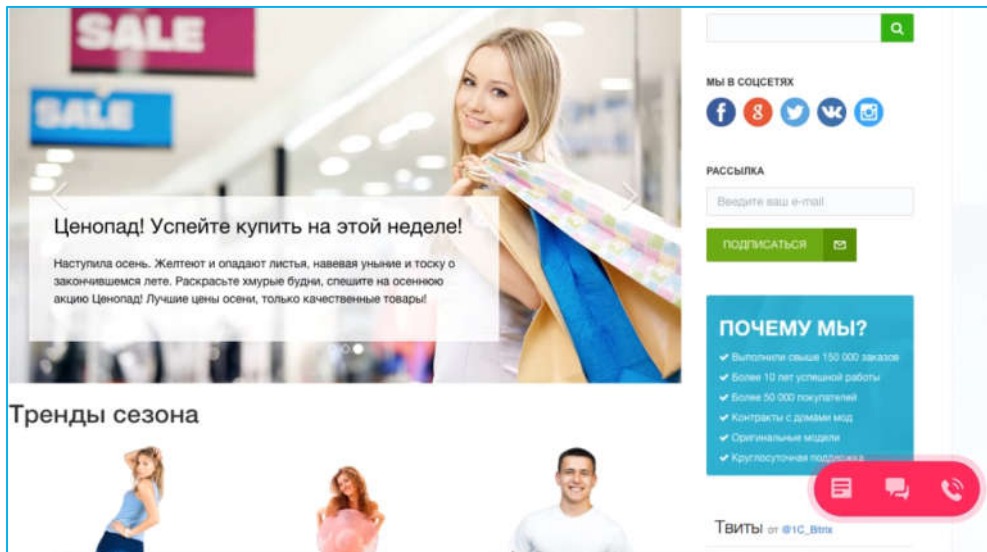 SALE
SALE
Ценопад! Успейте купить на этой неделе!
Наступила осень. Желтеют и опадают листья, навевая уныние и тоску о
закончившемся лете. Раскрасьте хмурые будни, спешите на осеннюю
акцию Ценопад! Лучшие цены осени, только качественные товары!
Тренды сезона
МЫ В СОЦСЕТЯХ
РАССЫЛКА
Введите ваш e-mail
ПОДПИСАТЬСЯ
ПОЧЕМУ МЫ?
Выполнили свыше 150 000 заказов
Более 10 лет успешной работы
Более 50 000 покупателей
Контракты с домами мод
Оригинальные модели
Круглосуточная поддержка
Твиты от @1C_Bitrix